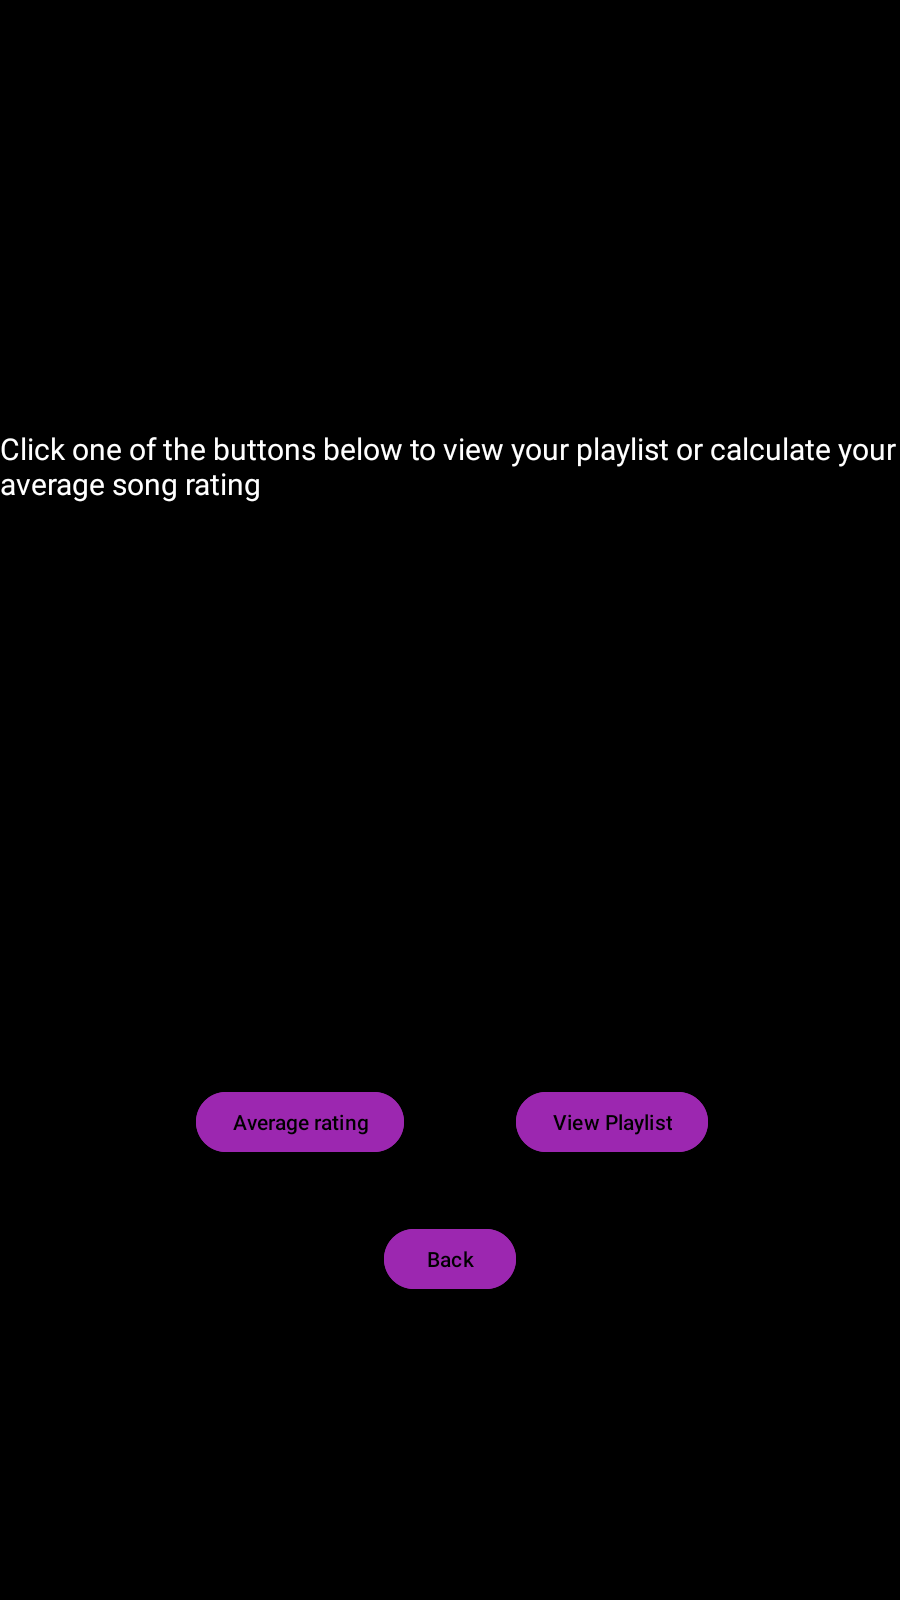 Click one of the buttons below to view your playlist or calculate your
average song rating
Average rating
View Playlist
Back